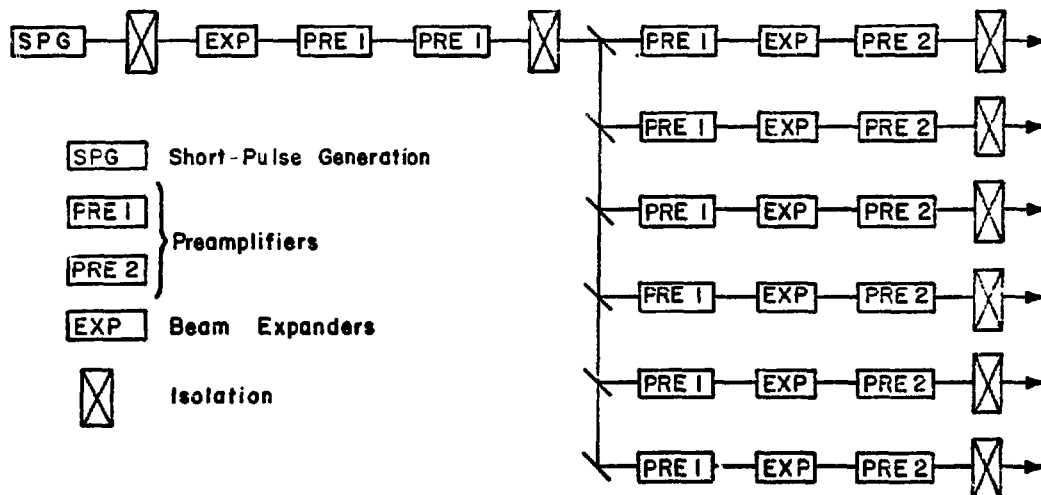 SPG EXP PRE 1 PRE 1 PRE 1 EXP PRE 2
PRE 1 EXP PRE 2
PRE 1 EXP PRE 2
PRE 1 EXP PRE 2
PRE 1 EXP PRE 2
PRE 1 EXP PRE 2
SPG Short-Pulse Generation
PRE 1
Preamplifiers
PRE 2
EXP Beam Expanders
Isolation